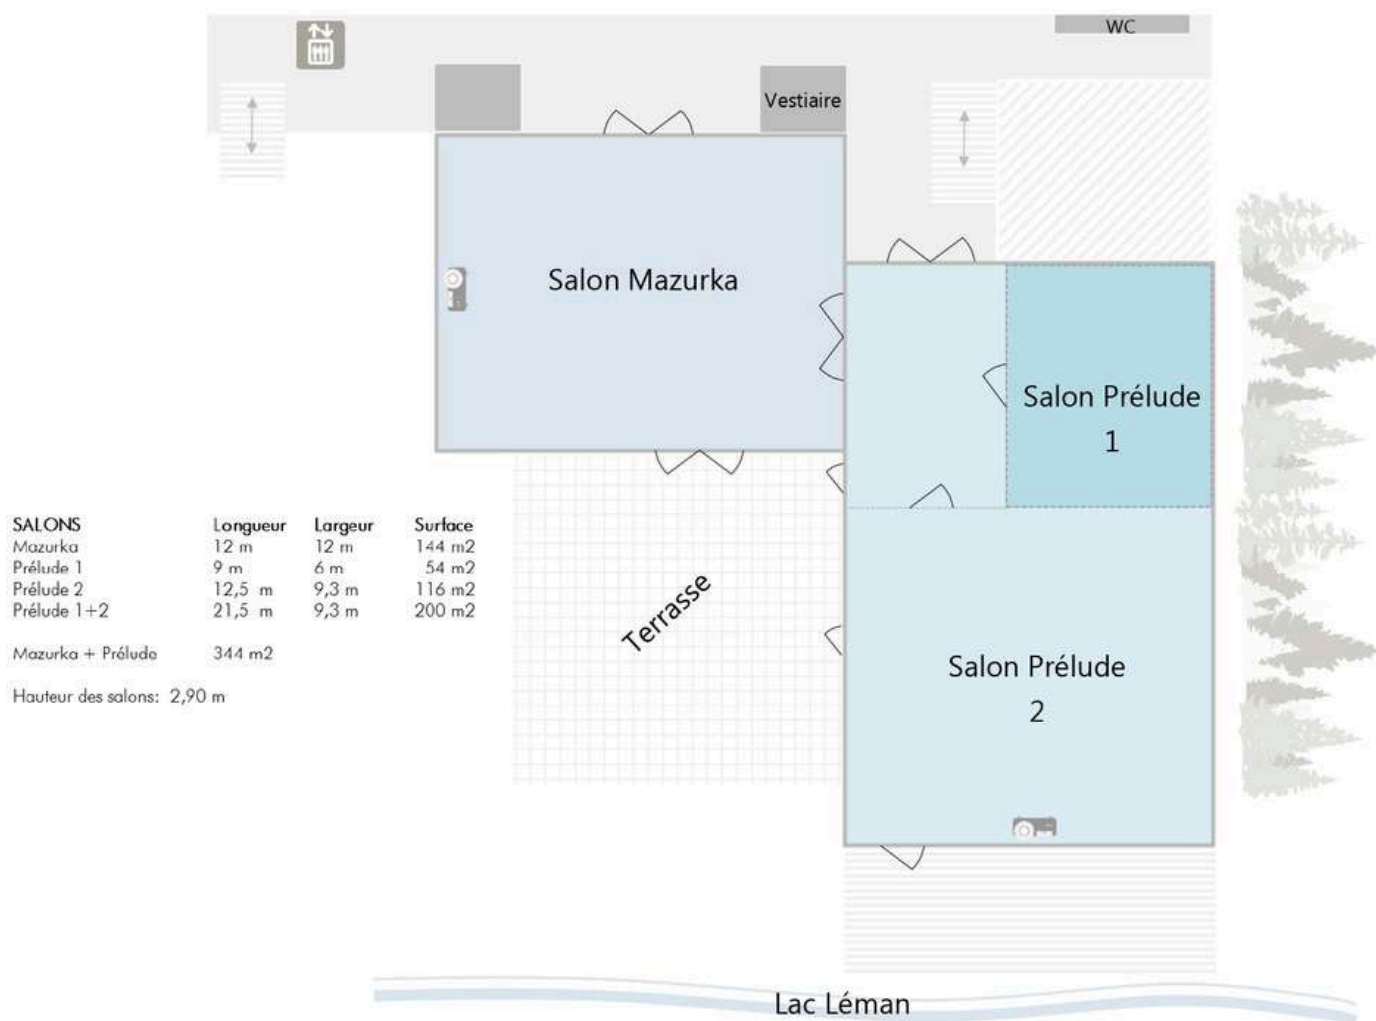 WC
Vestiaire
Salon Mazurka
Salon Prélude
1
SALONS Longueur Largeur Surface
Mazurka 12 m 12 m 144 m2
Prélude 1 9 m 6 m 54 m2
Prélude 2 12,5 m 9,3 m 116 m2
Prélude 1+2 21,5 m 9,3 m 200 m2
Mazurka + Prélude 344 m2
Hauteur des salons: 2,90 m
Terrasse
Salon Prélude
2
Lac Léman